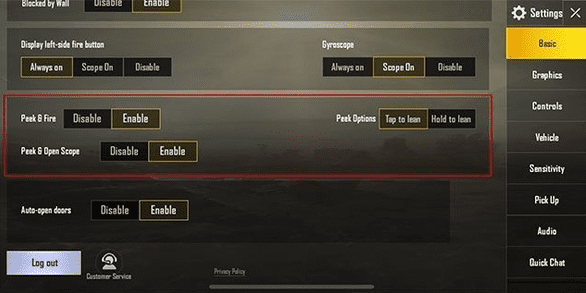 Blocked by Wall
Disable
Enable
Settings
Basic
Display left-side fire button
Gyroscope
Always on
Scope On
Disable
Always on
Scope On
Disable
Graphics
Peek & Fire
Disable
Enable
Peek Options
Tap to lean
Hold to lean
Controls
Vehicle
Peek & Open Scope
Disable
Enable
Sensitivity
Pick Up
Auto-open doors
Disable
Enable
Audio
Log out
Customer Service
Privacy Policy
Quick Chat